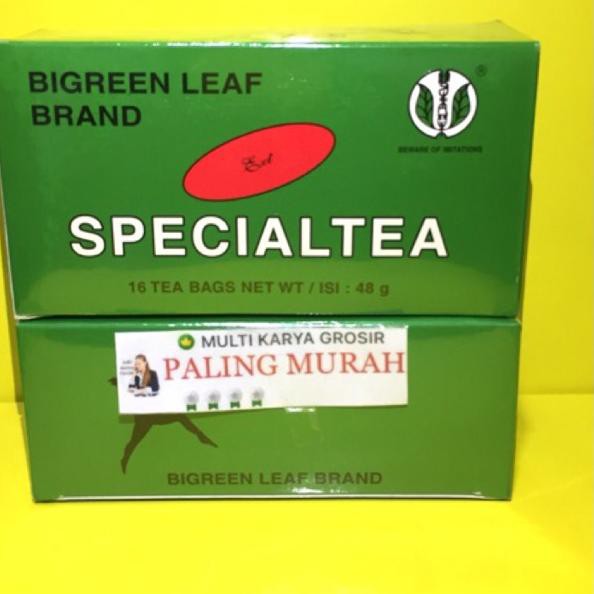 BIGREEN LEAF
BRAND
®
BEWARE OF IMITATIONS
Ext
SPECIALTEA
16 TEA BAGS NET WT / ISI : 48 g
MULTI KARYA GROSIR
PALING MURAH
BIGREEN LEAF BRAND